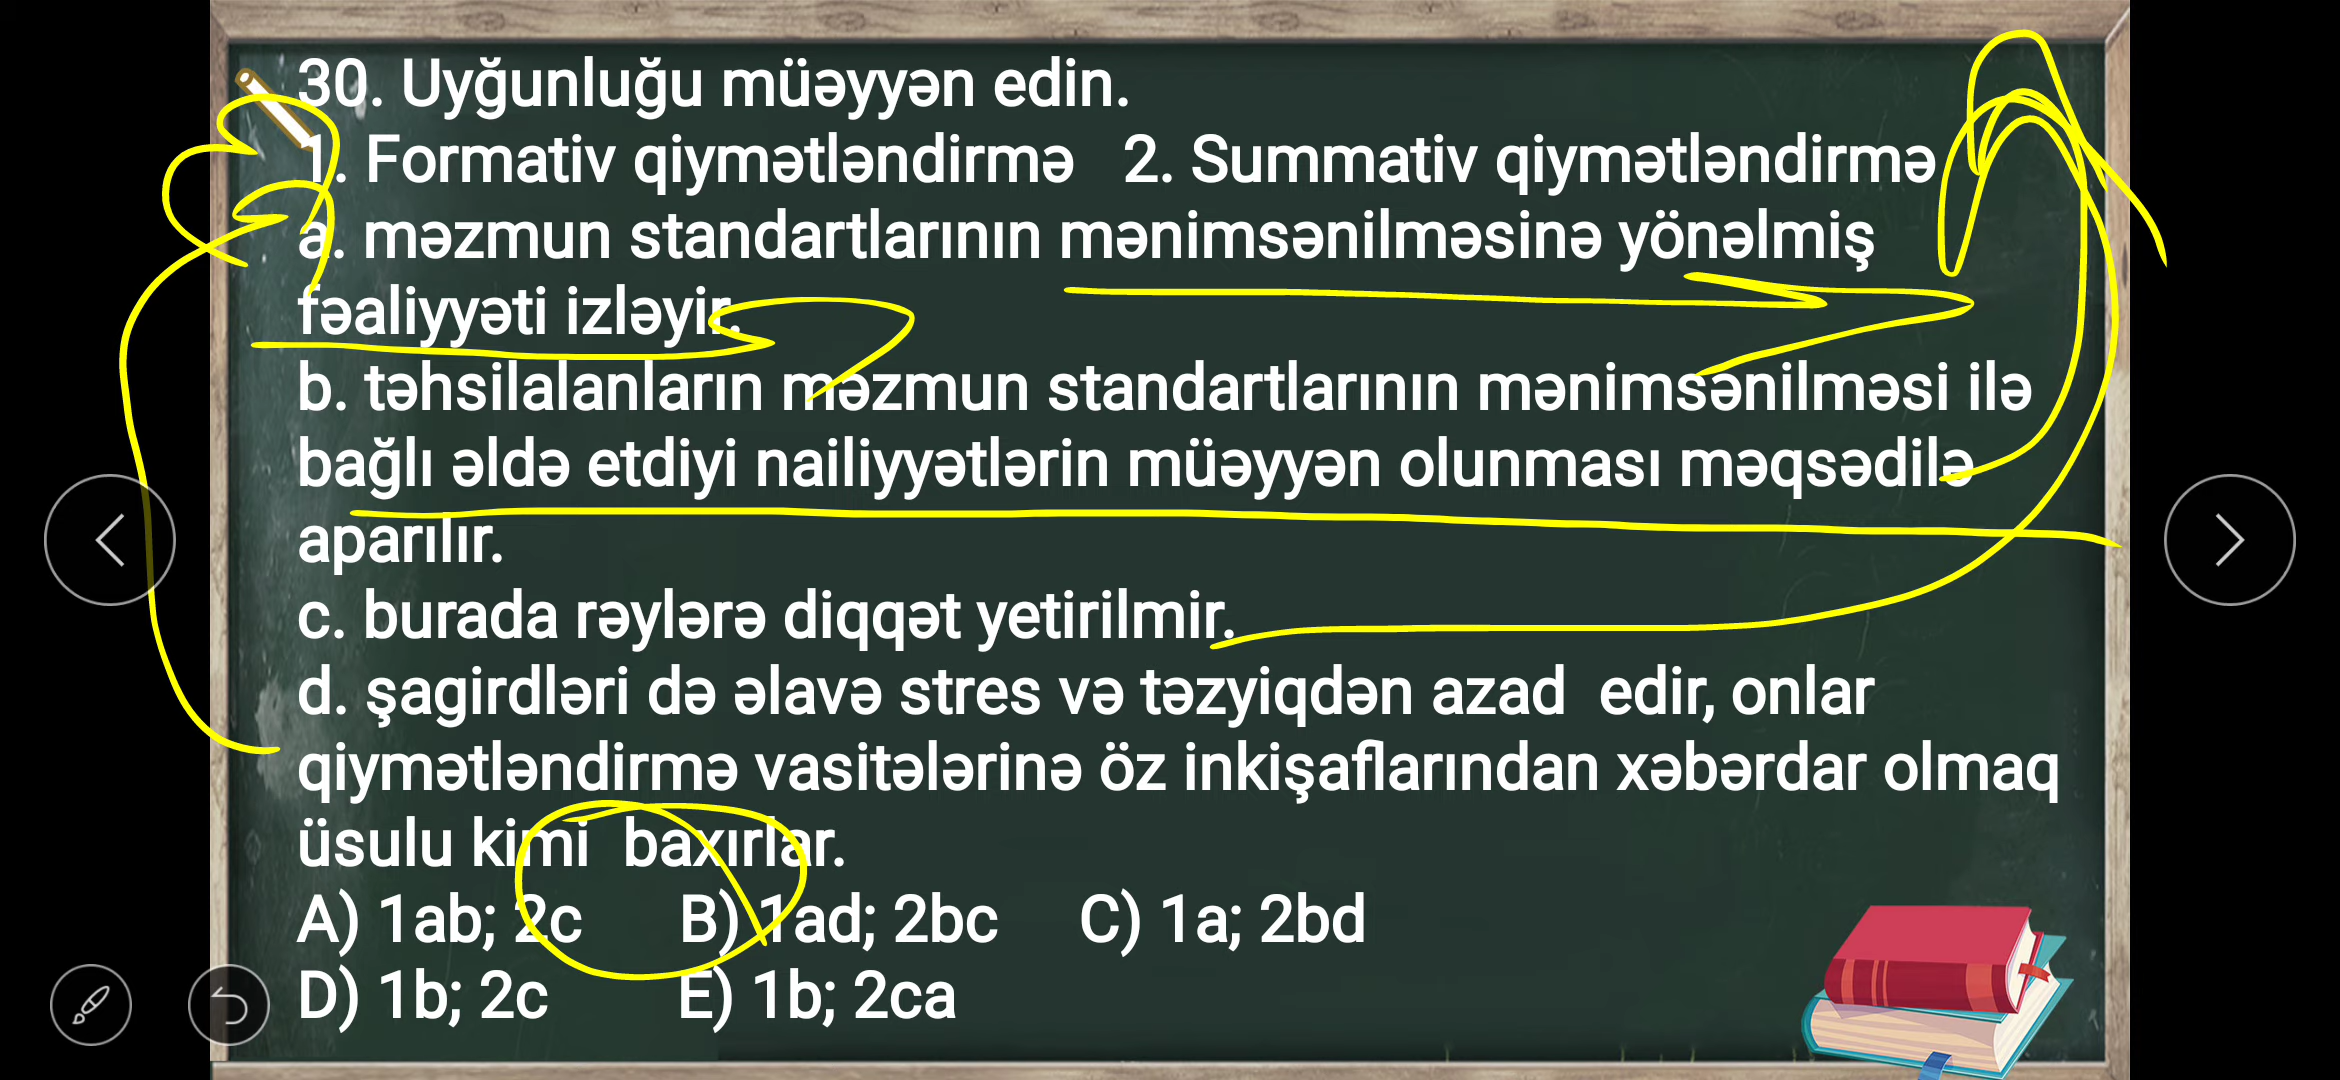 30. Uyğunluğu müəyyən edin.
1. Formativ qiymətləndirmə 2. Summativ qiymətləndirmə
a. məzmun standartlarının mənimsənilməsinə yönəlmiş
fəaliyyəti izləyir.
b. təhsilalanların məzmun standartlarının mənimsənilməsi ilə
bağlı əldə etdiyi nailiyyətlərin müəyyən olunması məqsədilə
aparılır.
c. burada rəylərə diqqət yetirilmir.
d. şagirdləri də əlavə stres və təzyiqdən azad edir, onlar
qiymətləndirmə vasitələrinə öz inkişaflarından xəbərdar olmaq
üsulu kimi baxırlar.
A) 1ab; 2c B) 1ad; 2bc C) 1a; 2bd
D) 1b; 2c E) 1b; 2ca